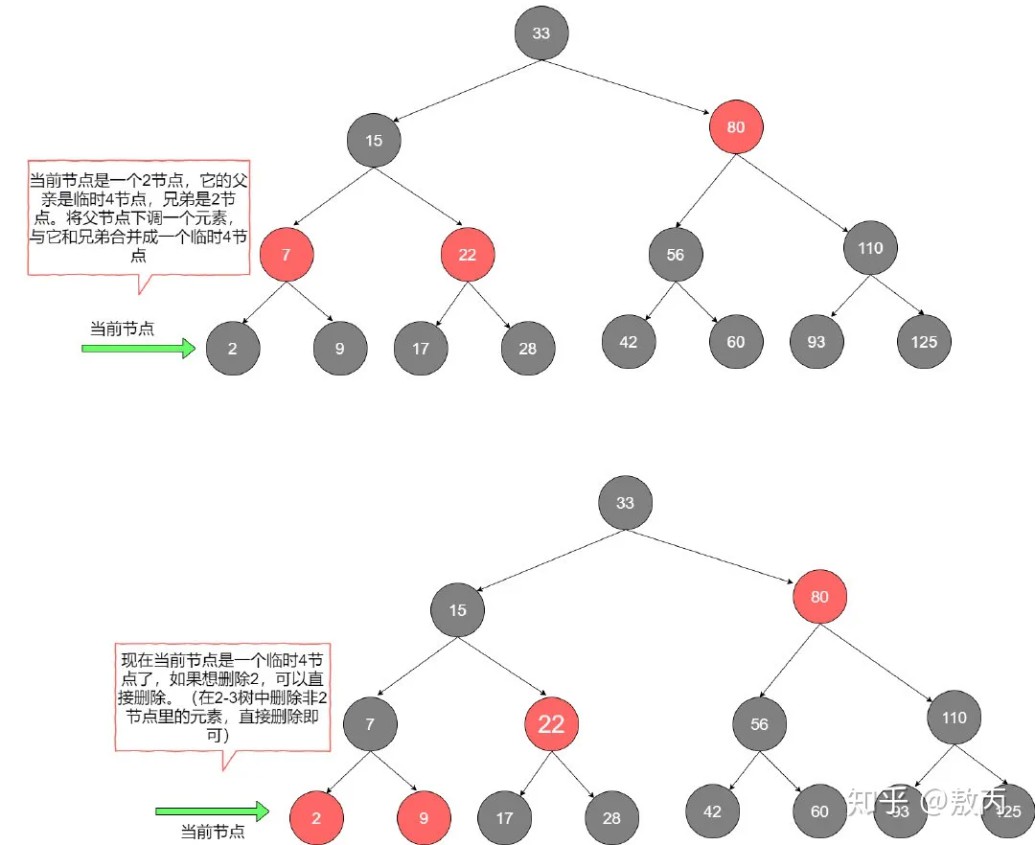 33
15
80
当前节点是一个2节点，它的父
亲是临时4节点，兄弟是2节
点。将父节点下调一个元素，
与它和兄弟合并成一个临时4节
点
7
22
56
110
当前节点
2
9
17
28
42
60
93
125
33
15
80
现在当前节点是一个临时4节
点了，如果想删除2，可以直
接删除。（在2-3树中删除非2
节点里的元素，直接删除即
可）
7
22
56
110
2
9
17
28
42
60
93
125
当前节点
知乎 @敖丙